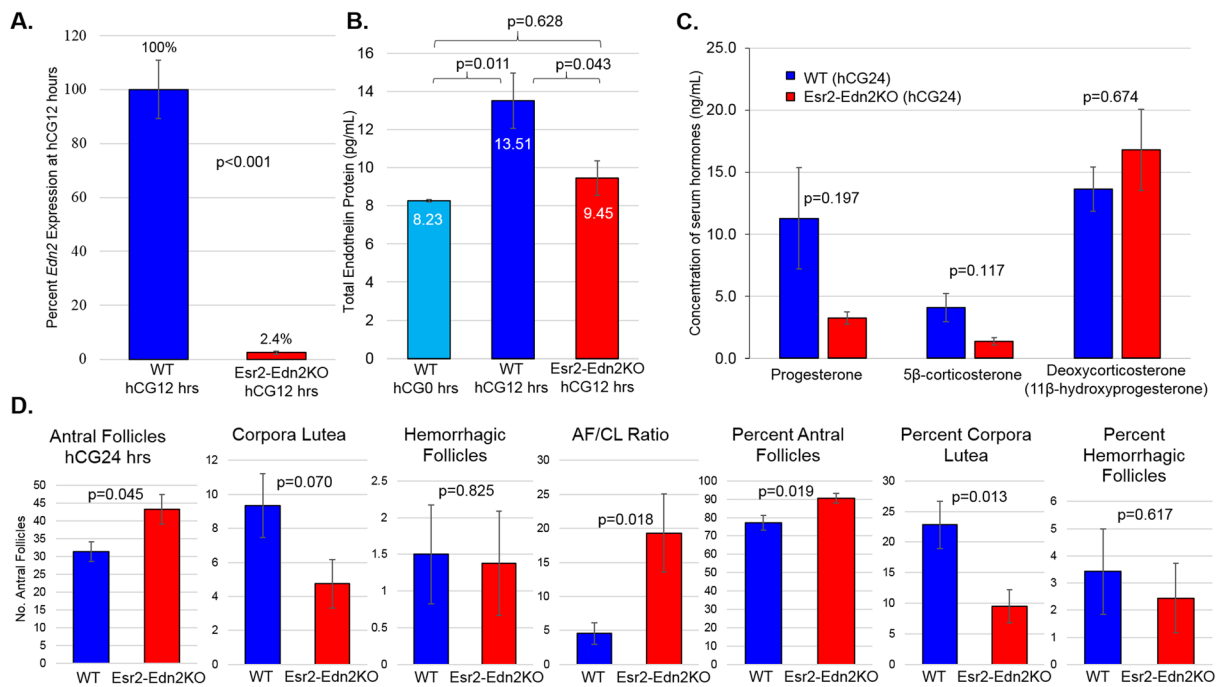 A.
Percent Edn2 Expression at hCG12 hours
120
100
80
60
40
20
0
100%
p<0.001
2.4%
WT
hCG12 hrs
Esr2-Edn2KO
hCG12 hrs
B.
Total Endothelin Protein (pg/mL)
16
14
12
10
8
6
4
2
0
p=0.628
p=0.011
p=0.043
8.23
13.51
9.45
WT
hCG0 hrs
WT
hCG12 hrs
Esr2-Edn2KO
hCG12 hrs
C.
Concentration of serum hormones (ng/mL)
25.0
20.0
15.0
10.0
5.0
0.0
WT (hCG24)
Esr2-Edn2KO (hCG24)
p=0.197
p=0.117
p=0.674
Progesterone
5β-corticosterone
Deoxycorticosterone
(11β-hydroxyprogesterone)
D.
Antral Follicles
hCG24 hrs
No. Antral Follicles
50
45
40
35
30
25
20
15
10
5
0
p=0.045
WT
Esr2-Edn2KO
Corpora Lutea
12
10
8
6
4
2
0
p=0.070
WT
Esr2-Edn2KO
Hemorrhagic
Follicles
2.5
2
1.5
1
0.5
0
p=0.825
WT
Esr2-Edn2KO
AF/CL Ratio
30
25
20
15
10
5
0
p=0.018
WT
Esr2-Edn2KO
Percent Antral
Follicles
100
90
80
70
60
50
40
30
20
10
0
p=0.019
WT
Esr2-Edn2KO
Percent Corpora
Lutea
30
25
20
15
10
5
0
p=0.013
WT
Esr2-Edn2KO
Percent
Hemorrhagic
Follicles
6
5
4
3
2
1
0
p=0.617
WT
Esr2-Edn2KO